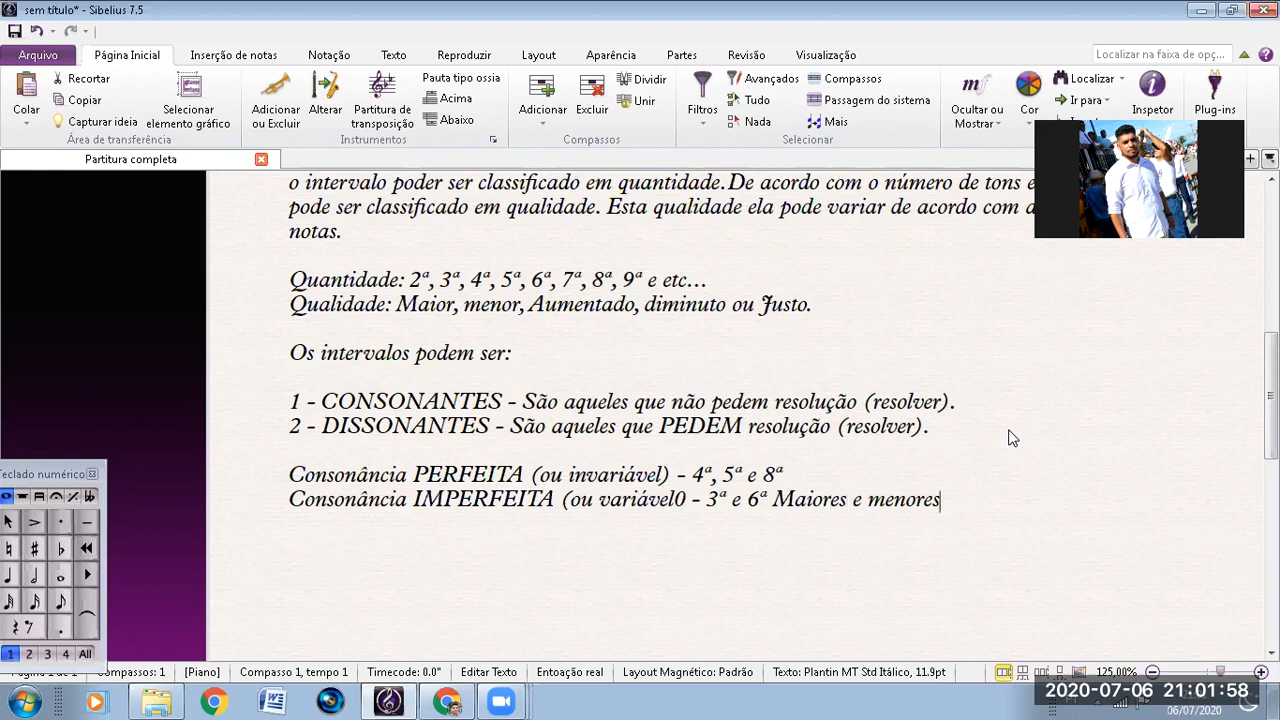 sem título* - Sibelius 7.5
Arquivo Página Inicial Inserção de notas Notação Texto Reproduzir Layout Aparência Partes Revisão Visualização Localizar na faixa de opç...
Colar
Recortar
Copiar
Capturar ideia
Selecionar
elemento gráfico
Área de transferência
Adicionar
ou Excluir
Alterar
Partitura de
transposição
Pauta tipo ossia
Acima
Abaixo
Instrumentos
Adicionar
Excluir
Dividir
Unir
Compassos
Filtros
Avançados
Tudo
Nada
Compassos
Passagem do sistema
Mais
Selecionar
Ocultar ou
Mostrar
Cor
Localizar
Ir para
Inspetor
Plug-ins
Partitura completa
o intervalo poder ser classificado em quantidade. De acordo com o número de tons e
pode ser classificado em qualidade. Esta qualidade ela pode variar de acordo com a
notas.
Quantidade: 2ª, 3ª, 4ª, 5ª, 6ª, 7ª, 8ª, 9ª e etc...
Qualidade: Maior, menor, Aumentado, diminuto ou Justo.
Os intervalos podem ser:
1 - CONSONANTES - São aqueles que não pedem resolução (resolver).
2 - DISSONANTES - São aqueles que PEDEM resolução (resolver).
Consonância PERFEITA (ou invariável) - 4ª, 5ª e 8ª
Consonância IMPERFEITA (ou variável0 - 3ª e 6ª Maiores e menores
Teclado numérico
1 2 3 4 All
Compassos: 1 [Piano] Compasso 1, tempo 1 Timecode: 0.0" Editar Texto Entoação real Layout Magnético: Padrão Texto: Plantin MT Std Itálico, 11.9pt 125,00%
2020-07-06 21:01:58
06/07/2020